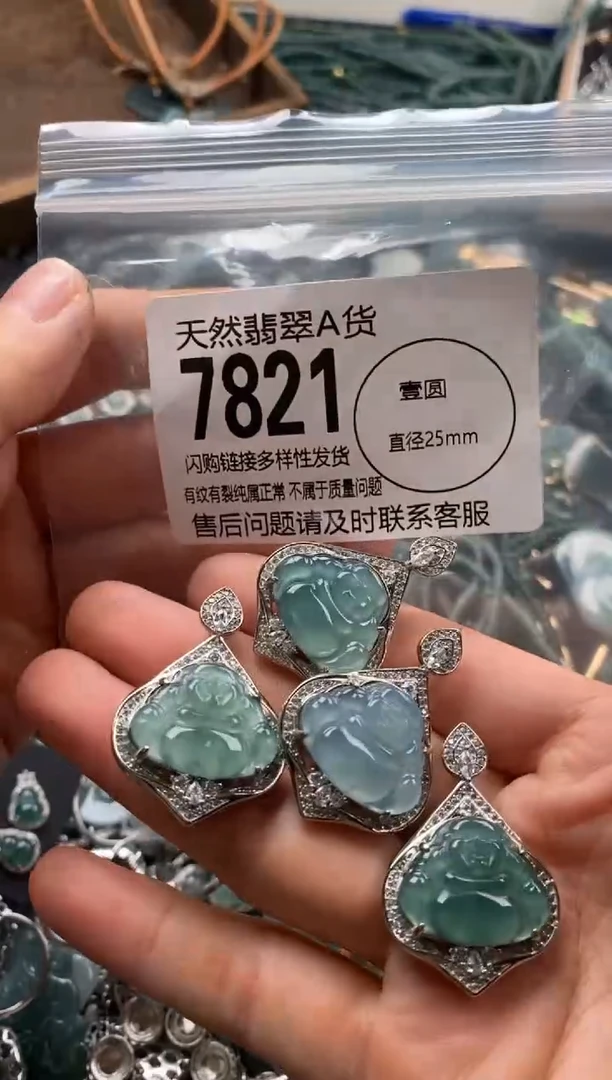 天然翡翠A货
7821
壹圆
直径25mm
闪购链接多样性发货
有纹有裂纯属正常 不属于质量问题
售后问题请及时联系客服